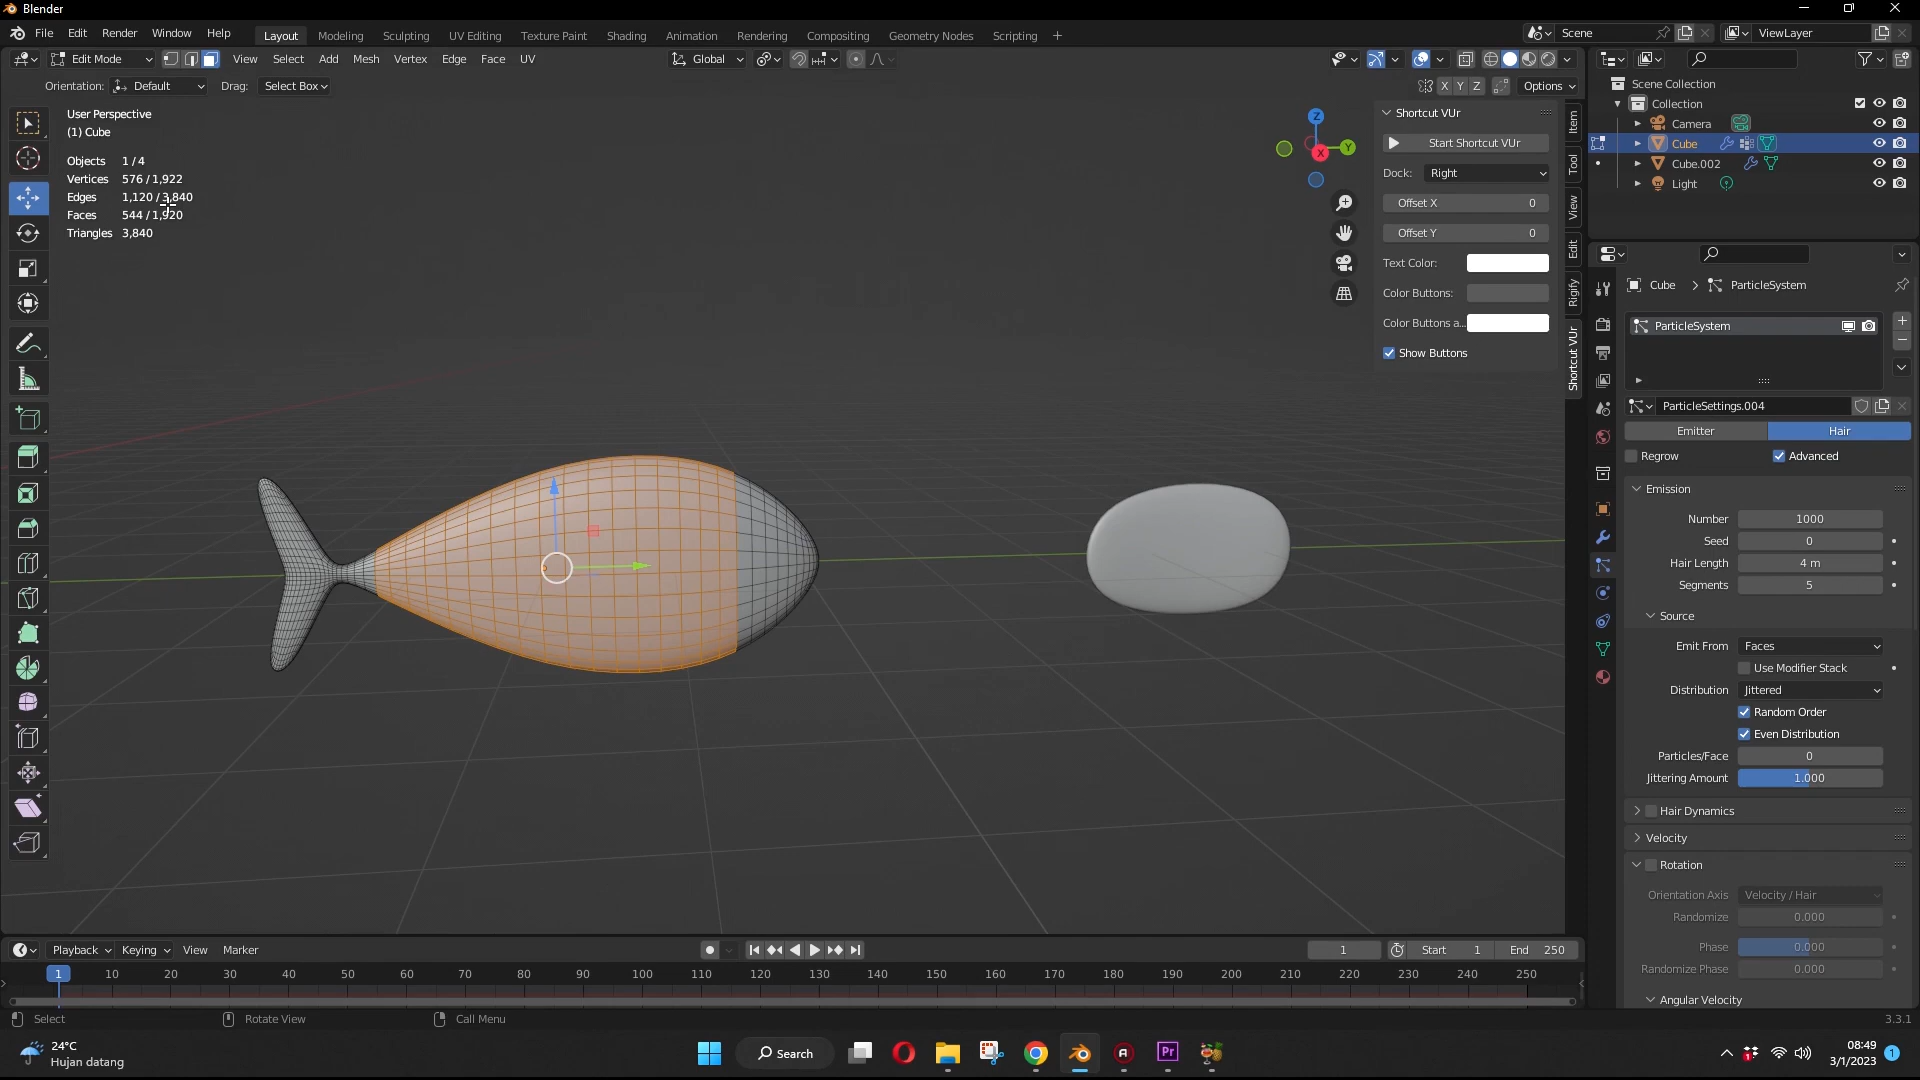 Blender
File Edit Render Window Help
Layout Modeling Sculpting UV Editing Texture Paint Shading Animation Rendering Compositing Geometry Nodes Scripting +
Scene
ViewLayer
Edit Mode View Select Add Mesh Vertex Edge Face UV Global
Orientation: Default Drag: Select Box
X Y Z Options
User Perspective
(1) Cube
Objects 1 / 4
Vertices 576 / 1,922
Edges 1,120 / 3,840
Faces 544 / 1,920
Triangles 3,840
Z
Y
X
Shortcut VUr
Start Shortcut VUr
Dock: Right
Offset X 0
Offset Y 0
Text Color:
Color Buttons:
Color Buttons a...
Show Buttons
Item
Tool
View
Edit
Rigify
Shortcut VUr
Scene Collection
Collection
Camera
Cube
Cube.002
Light
Cube > ParticleSystem
ParticleSystem
ParticleSettings.004
Emitter Hair
Regrow Advanced
Emission
Number 1000
Seed 0
Hair Length 4 m
Segments 5
Source
Emit From Faces
Use Modifier Stack
Distribution Jittered
Random Order
Even Distribution
Particles/Face 0
Jittering Amount 1.000
Hair Dynamics
Velocity
Rotation
Orientation Axis Velocity / Hair
Randomize 0.000
Phase 0.000
Randomize Phase 0.000
Angular Velocity
Playback Keying View Marker
1 Start 1 End 250
1 10 20 30 40 50 60 70 80 90 100 110 120 130 140 150 160 170 180 190 200 210 220 230 240 250
Select Rotate View Call Menu
3.3.1
24°C
Hujan datang
Search
Pr
08:49
3/1/2023
1